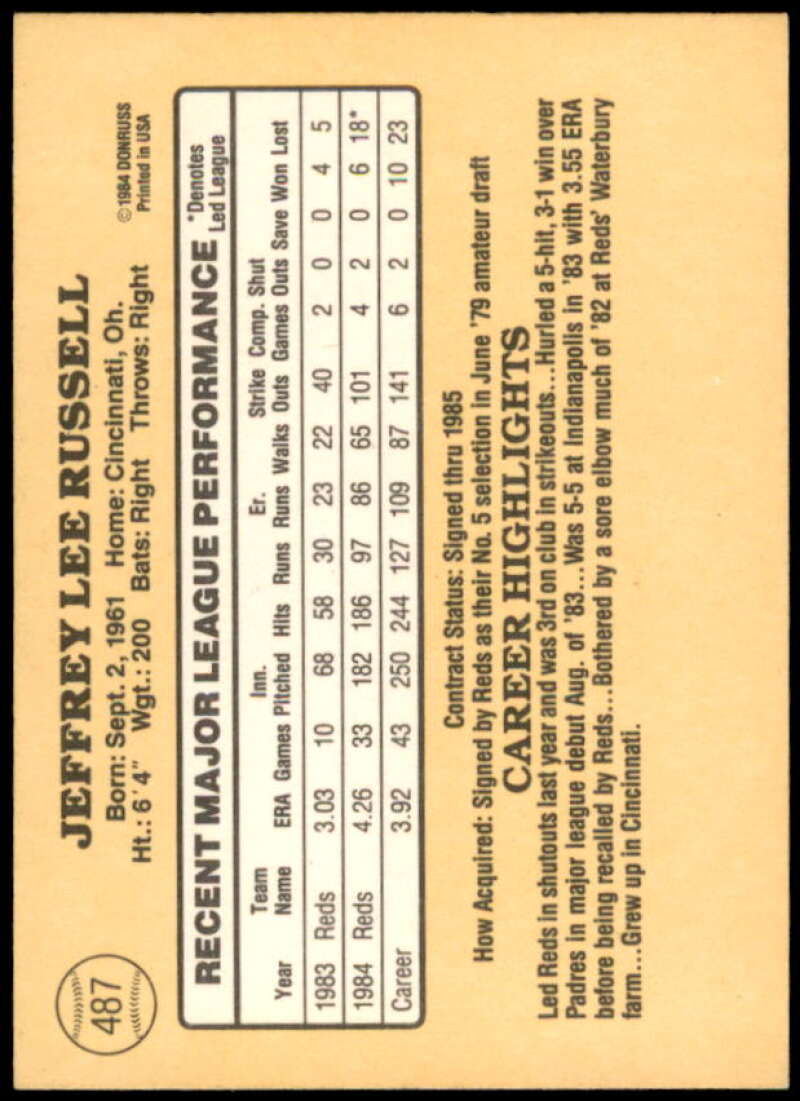 487
JEFFREY LEE RUSSELL
©1984 DONRUSS
Born: Sept. 2, 1961 Home: Cincinnati, Oh.
Printed in USA
Ht.: 6'4" Wgt.: 200 Bats: Right Throws: Right
RECENT MAJOR LEAGUE PERFORMANCE *Denotes Led League
Year Team Name ERA Games Inn. Pitched Hits Runs Er. Runs Walks Strike Outs Comp. Games Shut Outs Save Won Lost
1983 Reds 3.03 10 68 58 30 23 22 40 2 0 0 4 5
1984 Reds 4.26 33 182 186 97 86 65 101 4 2 0 6 18*
Career 3.92 43 250 244 127 109 87 141 6 2 0 10 23
Contract Status: Signed thru 1985
How Acquired: Signed by Reds as their No. 5 selection in June '79 amateur draft
CAREER HIGHLIGHTS
Led Reds in shutouts last year and was 3rd on club in strikeouts...Hurled a 5-hit, 3-1 win over
Padres in major league debut Aug. of '83...Was 5-5 at Indianapolis in '83 with 3.55 ERA
before being recalled by Reds...Bothered by a sore elbow much of '82 at Reds' Waterbury
farm...Grew up in Cincinnati.